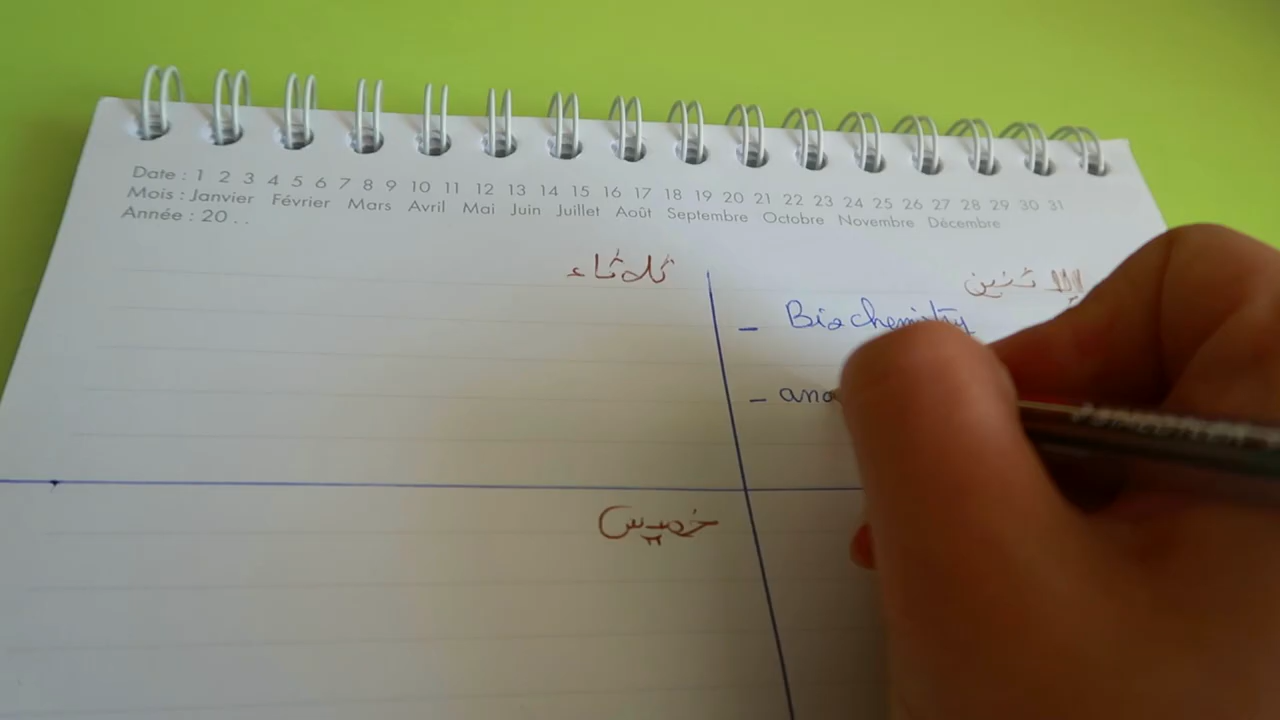 Date : 1 2 3 4 5 6 7 8 9 10 11 12 13 14 15 16 17 18 19 20 21 22 23 24 25 26 27 28 29 30 31
Mois : Janvier Février Mars Avril Mai Juin Juillet Août Septembre Octobre Novembre Décembre
Année : 20 . .
الإثنين
ثلاثاء
- Biochemistry
- ana
خميس